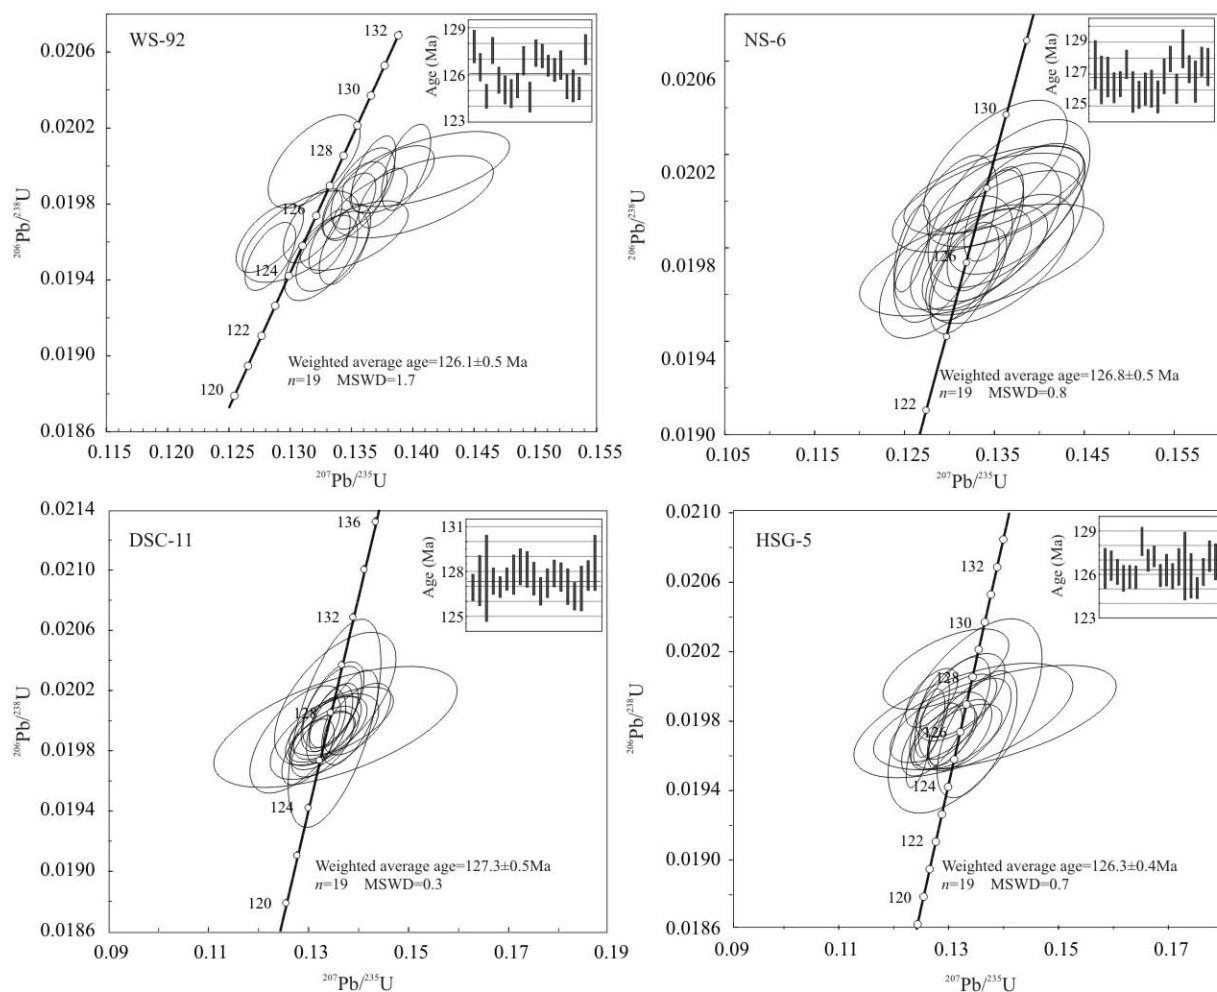 WS-92
0.0206
0.0202
0.0198
0.0194
0.0190
0.0186
²⁰⁶Pb/²³⁸U
132
130
128
126
124
122
120
129
126
123
Age (Ma)
Weighted average age=126.1±0.5 Ma
n=19 MSWD=1.7
0.115 0.120 0.125 0.130 0.135 0.140 0.145 0.150 0.155
²⁰⁷Pb/²³⁵U
NS-6
0.0206
0.0202
0.0198
0.0194
0.0190
²⁰⁶Pb/²³⁸U
130
126
122
129
127
125
Age (Ma)
Weighted average age=126.8±0.5 Ma
n=19 MSWD=0.8
0.105 0.115 0.125 0.135 0.145 0.155
²⁰⁷Pb/²³⁵U
DSC-11
0.0214
0.0210
0.0206
0.0202
0.0198
0.0194
0.0190
0.0186
²⁰⁶Pb/²³⁸U
136
132
128
124
120
131
128
125
Age (Ma)
Weighted average age=127.3±0.5Ma
n=19 MSWD=0.3
0.09 0.11 0.13 0.15 0.17 0.19
²⁰⁷Pb/²³⁵U
HSG-5
0.0210
0.0206
0.0202
0.0198
0.0194
0.0190
0.0186
²⁰⁶Pb/²³⁸U
132
130
128
126
124
122
120
129
126
123
Age (Ma)
Weighted average age=126.3±0.4Ma
n=19 MSWD=0.7
0.09 0.11 0.13 0.15 0.17 0.19
²⁰⁷Pb/²³⁵U